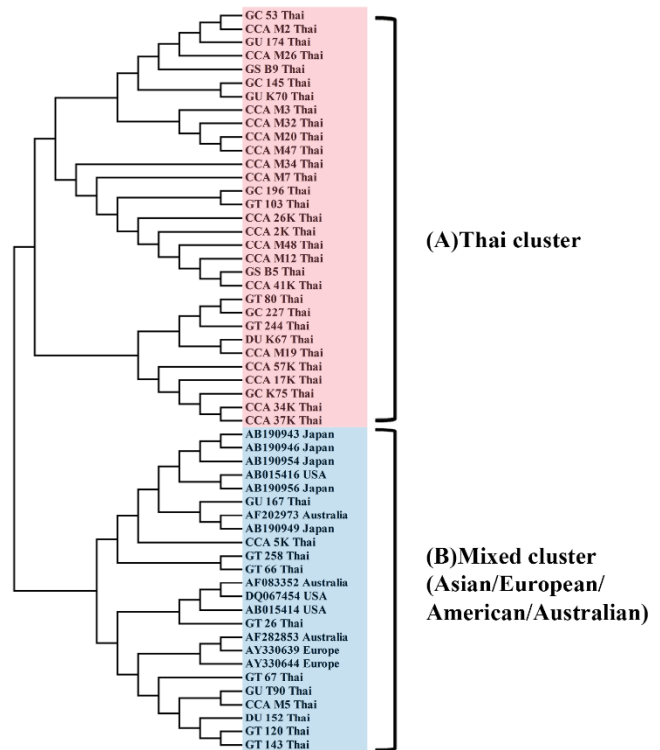 GC 53 Thai
CCA M2 Thai
GU 174 Thai
CCA M26 Thai
GS B9 Thai
GC 145 Thai
GU K70 Thai
CCA M3 Thai
CCA M32 Thai
CCA M20 Thai
CCA M47 Thai
CCA M34 Thai
CCA M7 Thai
GC 196 Thai
GT 103 Thai
CCA 26K Thai
CCA 2K Thai
CCA M48 Thai
CCA M12 Thai
GS B5 Thai
CCA 41K Thai
GT 80 Thai
GC 227 Thai
GT 244 Thai
DU K67 Thai
CCA M19 Thai
CCA 57K Thai
CCA 17K Thai
GC K75 Thai
CCA 34K Thai
CCA 37K Thai
(A)Thai cluster
AB190943 Japan
AB190946 Japan
AB190954 Japan
AB015416 USA
AB190956 Japan
GU 167 Thai
AF202973 Australia
AB190949 Japan
CCA 5K Thai
GT 258 Thai
GT 66 Thai
AF083352 Australia
DQ067454 USA
AB015414 USA
GT 26 Thai
AF282853 Australia
AY330639 Europe
AY330644 Europe
GT 67 Thai
GU T90 Thai
CCA M5 Thai
DU 152 Thai
GT 120 Thai
GT 143 Thai
(B)Mixed cluster
(Asian/European/
American/Australian)